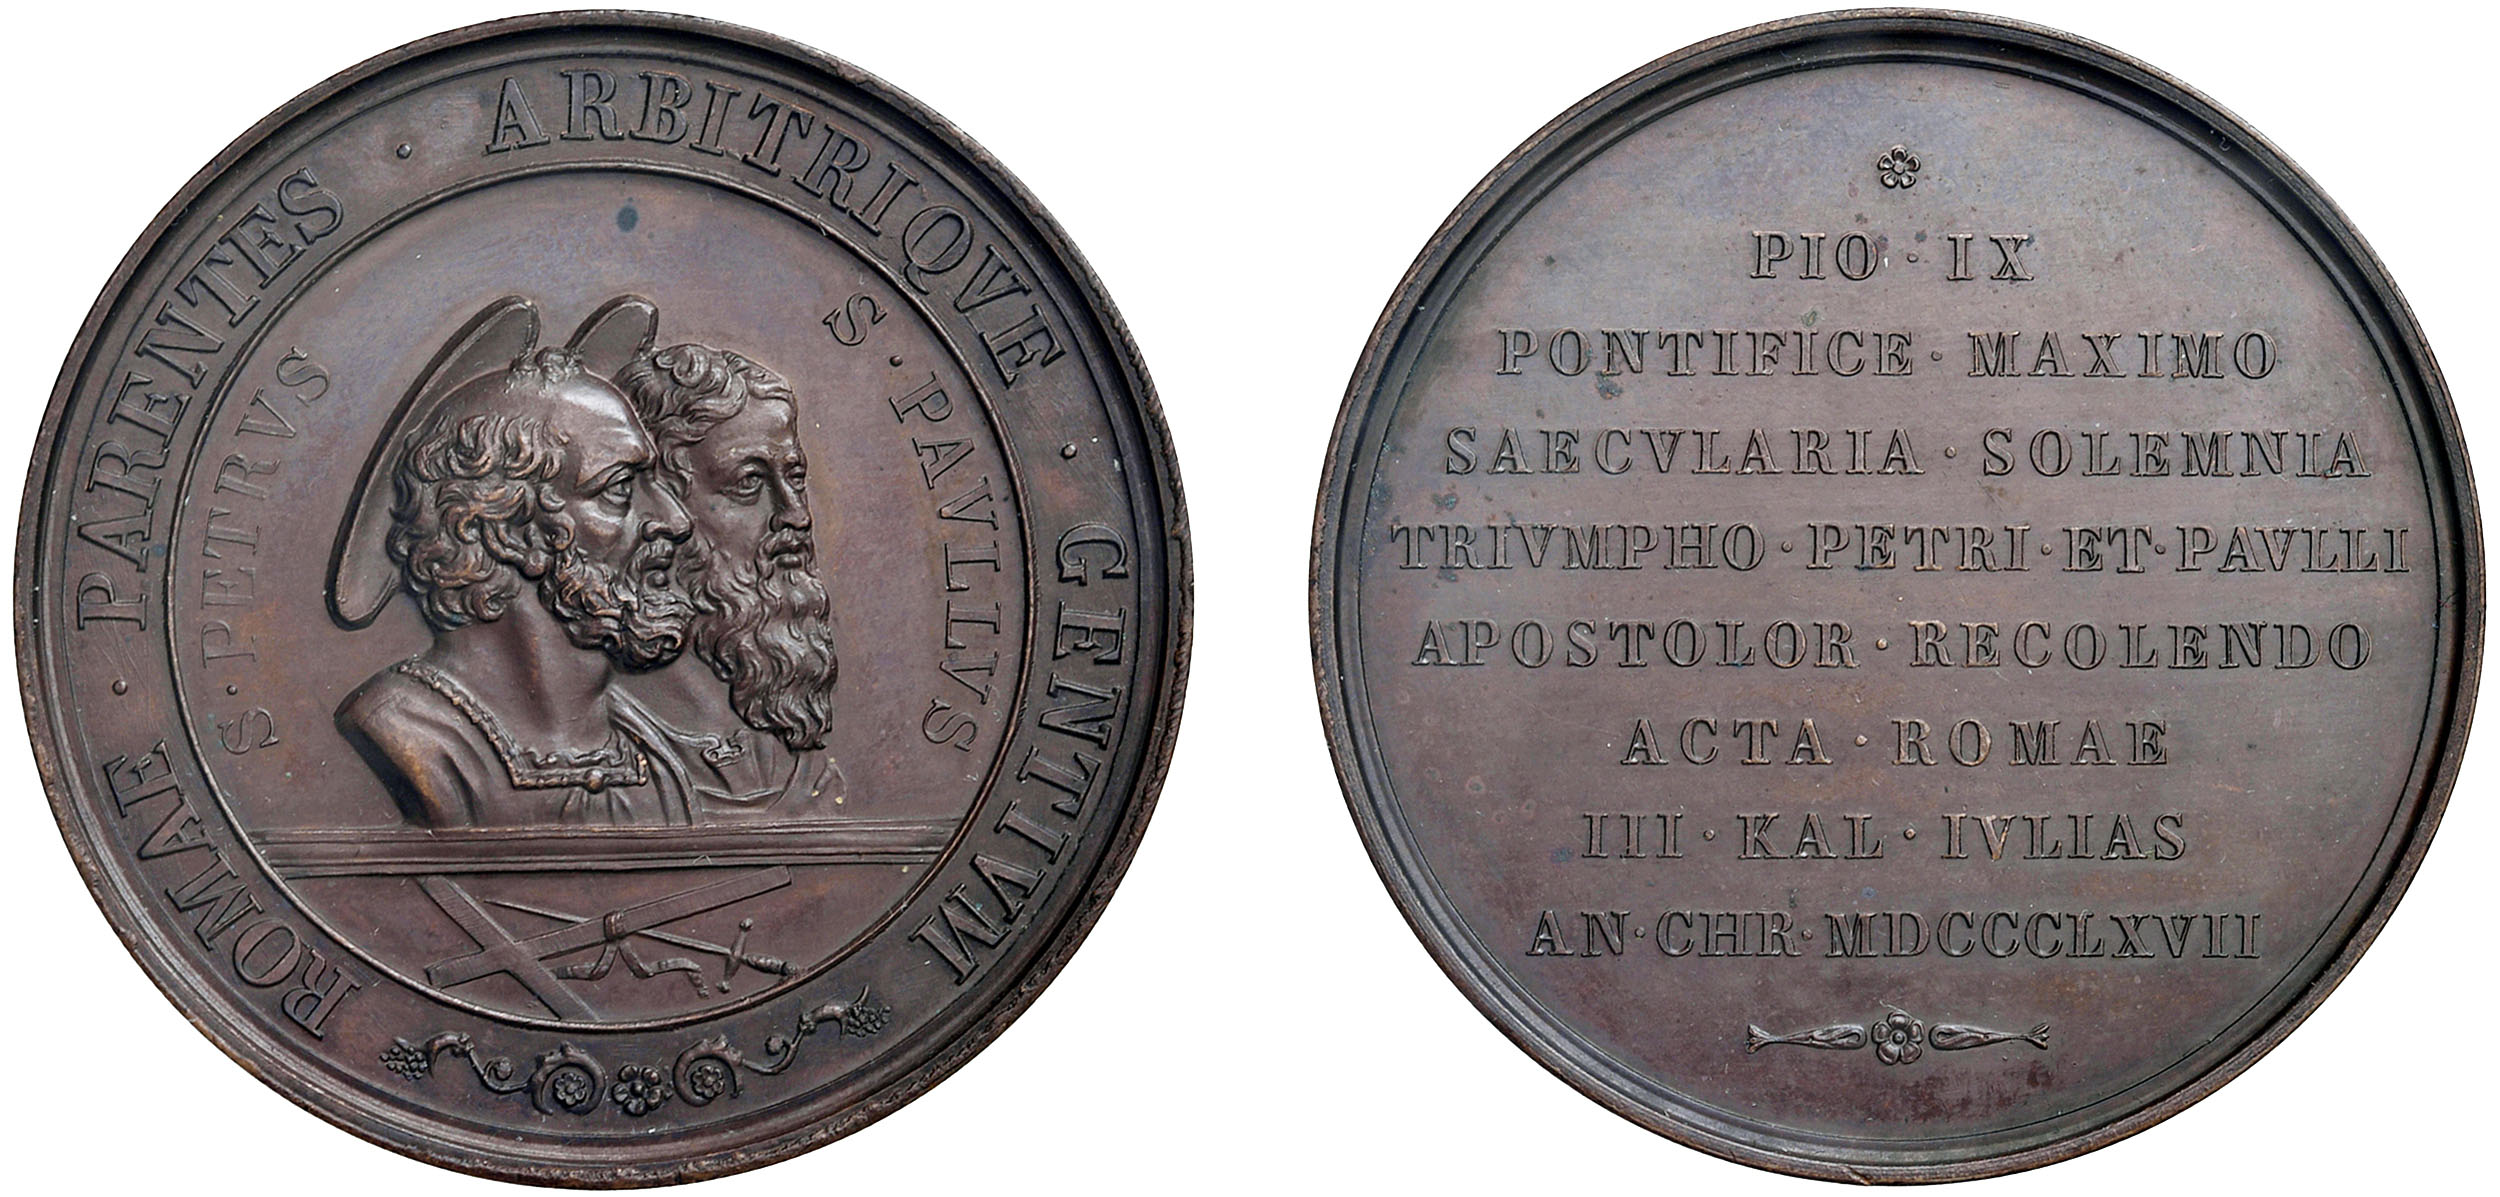 ROMAE · PARENTES · ARBITRIQVE · GENTIVM
S · PETRVS
S · PAVLLVS
PIO · IX
PONTIFICE · MAXIMO
SAECVLARIA · SOLEMNIA
TRIVMPHO · PETRI · ET · PAVLLI
APOSTOLOR · RECOLENDO
ACTA · ROMAE
III · KAL · IVLIAS
AN · CHR · MDCCCLXVII